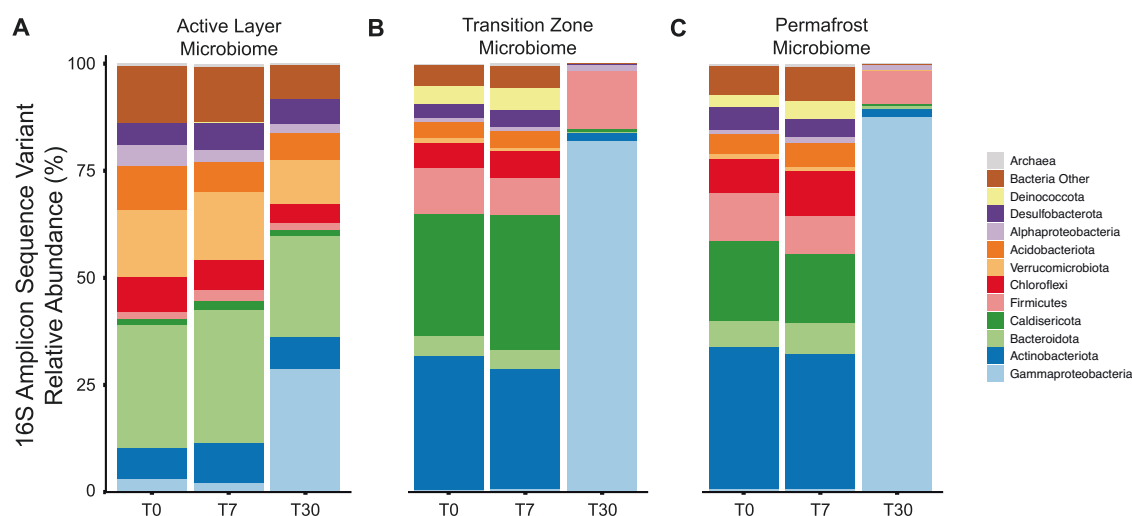 A
Active Layer
Microbiome
B
Transition Zone
Microbiome
C
Permafrost
Microbiome
16S Amplicon Sequence Variant
Relative Abundance (%)
100
75
50
25
0
T0 T7 T30
T0 T7 T30
T0 T7 T30
Archaea
Bacteria Other
Deinococcota
Desulfobacterota
Alphaproteobacteria
Acidobacteriota
Verrucomicrobiota
Chloroflexi
Firmicutes
Caldisericota
Bacteroidota
Actinobacteriota
Gammaproteobacteria